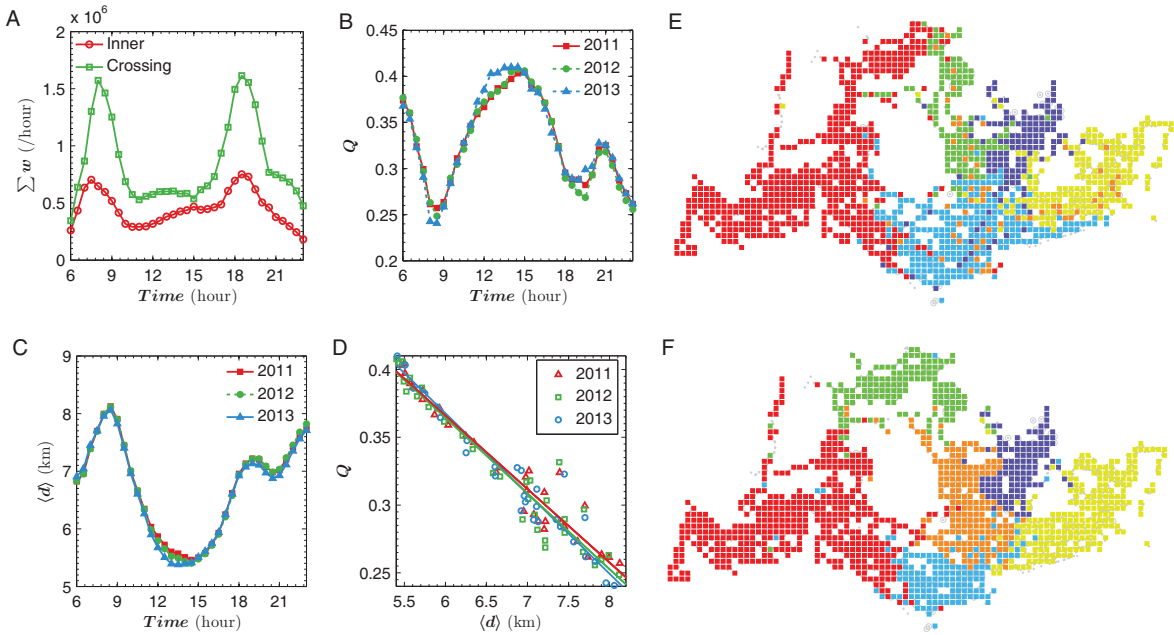 A
× 10⁶
2
1.5
1
0.5
0
Inner
Crossing
∑ w (/hour)
6 9 12 15 18 21
Time (hour)
B
0.45
0.40
0.35
0.30
0.25
0.2
2011
2012
2013
Q
6 9 12 15 18 21
Time (hour)
C
9
8
7
6
5
2011
2012
2013
⟨d⟩ (km)
6 9 12 15 18 21
Time (hour)
D
0.4
0.35
0.3
0.25
2011
2012
2013
Q
5.5 6 6.5 7 7.5 8
⟨d⟩ (km)
E
F